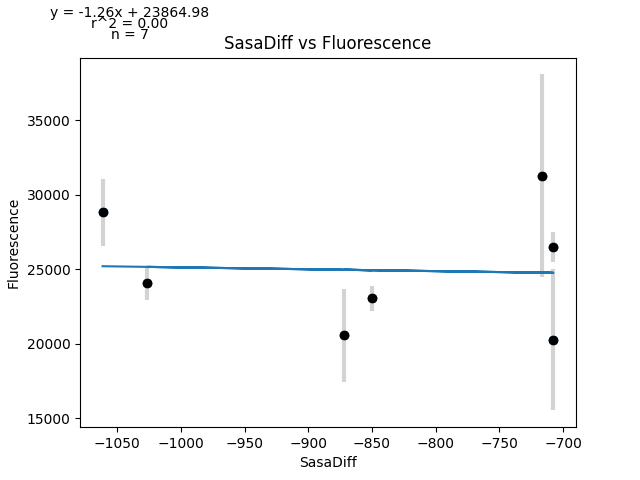 y = -1.26x + 23864.98
r^2 = 0.00
n = 7
SasaDiff vs Fluorescence
35000
30000
25000
20000
15000
Fluorescence
−1050 −1000 −950 −900 −850 −800 −750 −700
SasaDiff